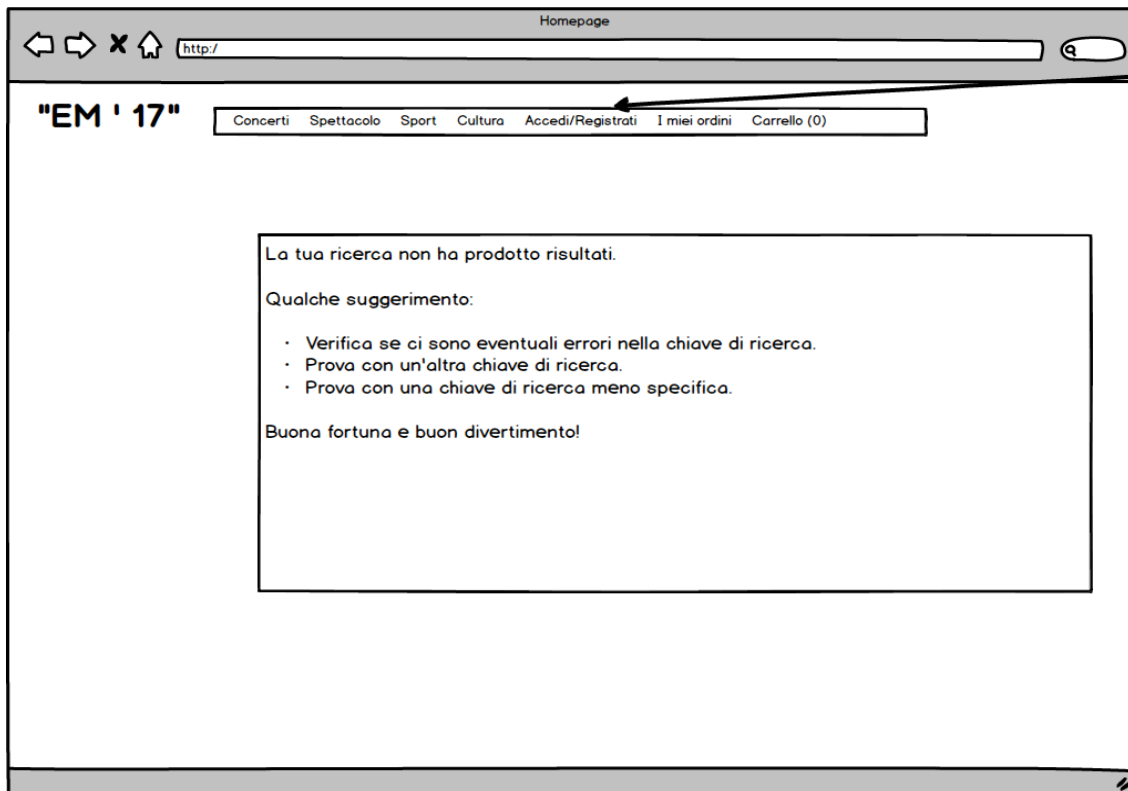 Homepage
http:/
"EM ' 17"
Concerti Spettacolo Sport Cultura Accedi/Registrati I miei ordini Carrello (0)
La tua ricerca non ha prodotto risultati.
Qualche suggerimento:
· Verifica se ci sono eventuali errori nella chiave di ricerca.
· Prova con un'altra chiave di ricerca.
· Prova con una chiave di ricerca meno specifica.
Buona fortuna e buon divertimento!